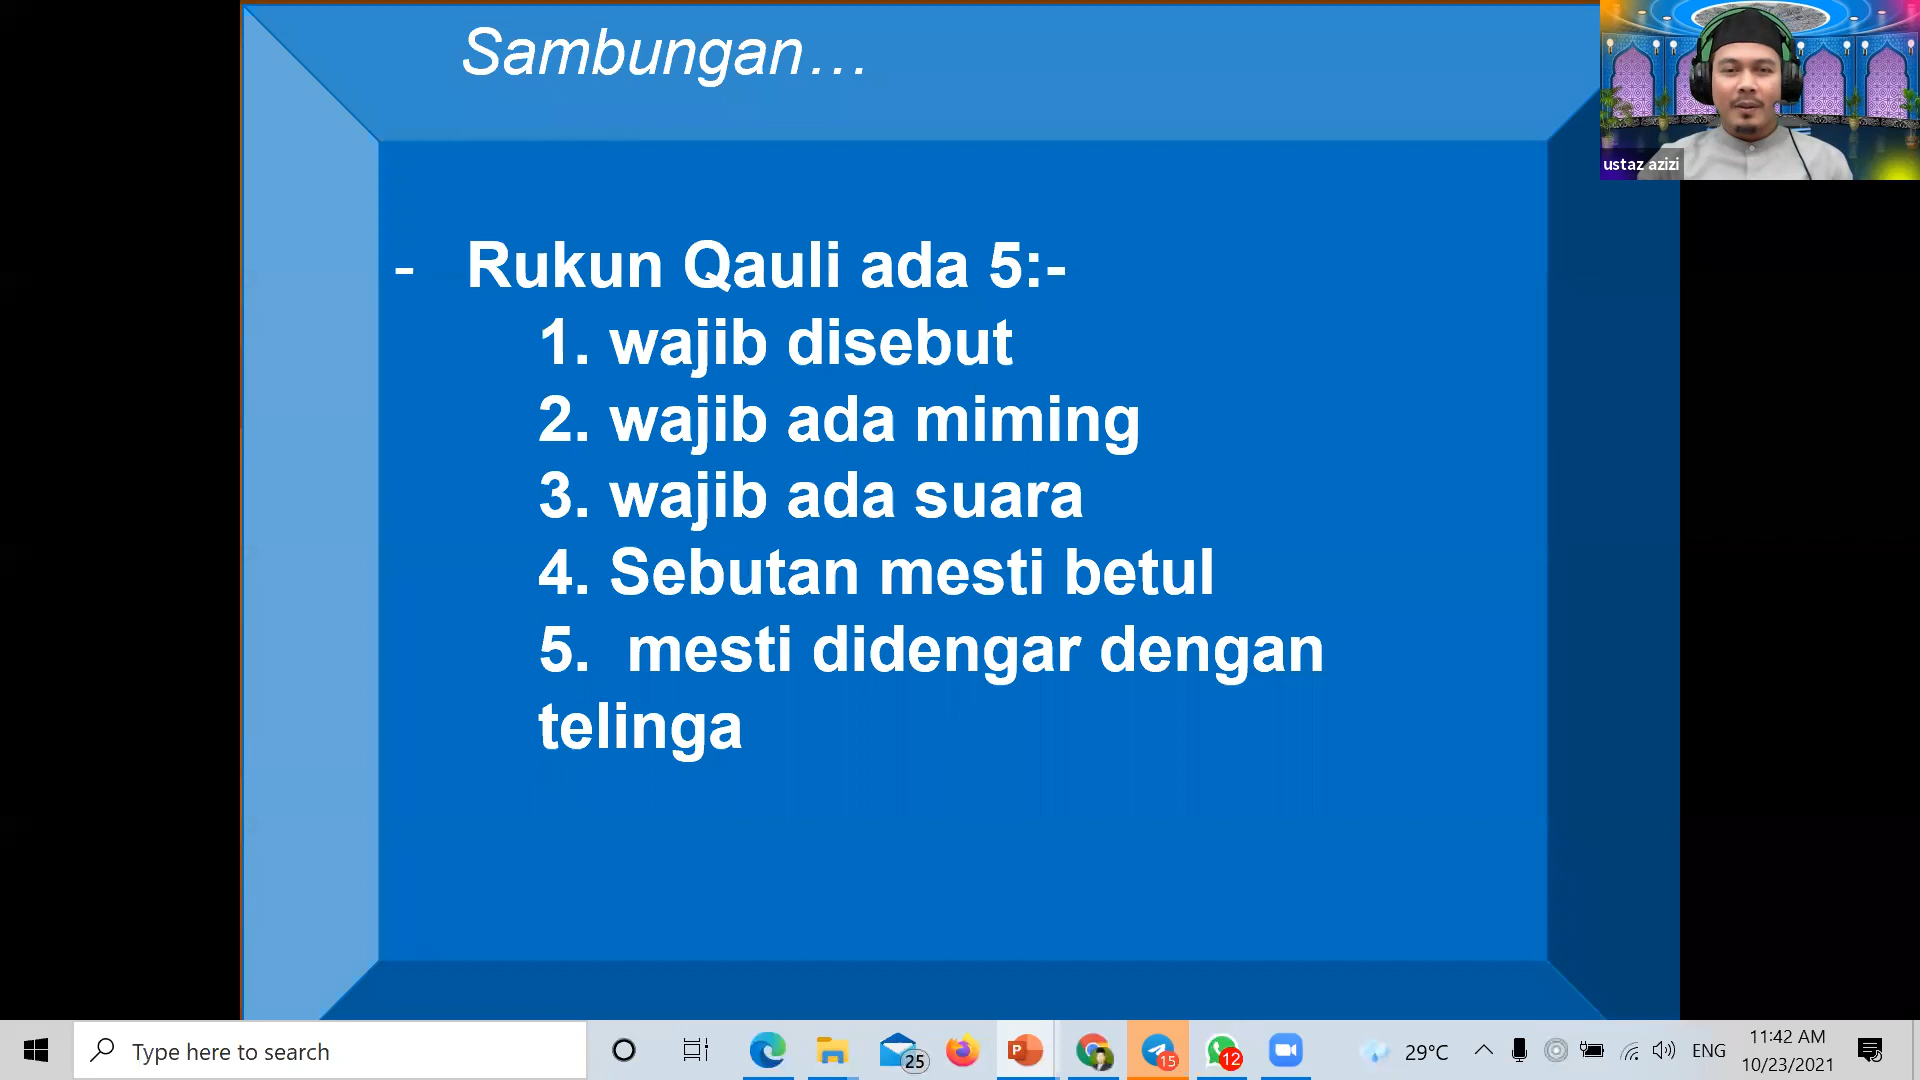 Sambungan...
ustaz azizi
- Rukun Qauli ada 5:-
1. wajib disebut
2. wajib ada miming
3. wajib ada suara
4. Sebutan mesti betul
5. mesti didengar dengan
telinga
Type here to search
25
15
12
29°C
ENG
11:42 AM
10/23/2021